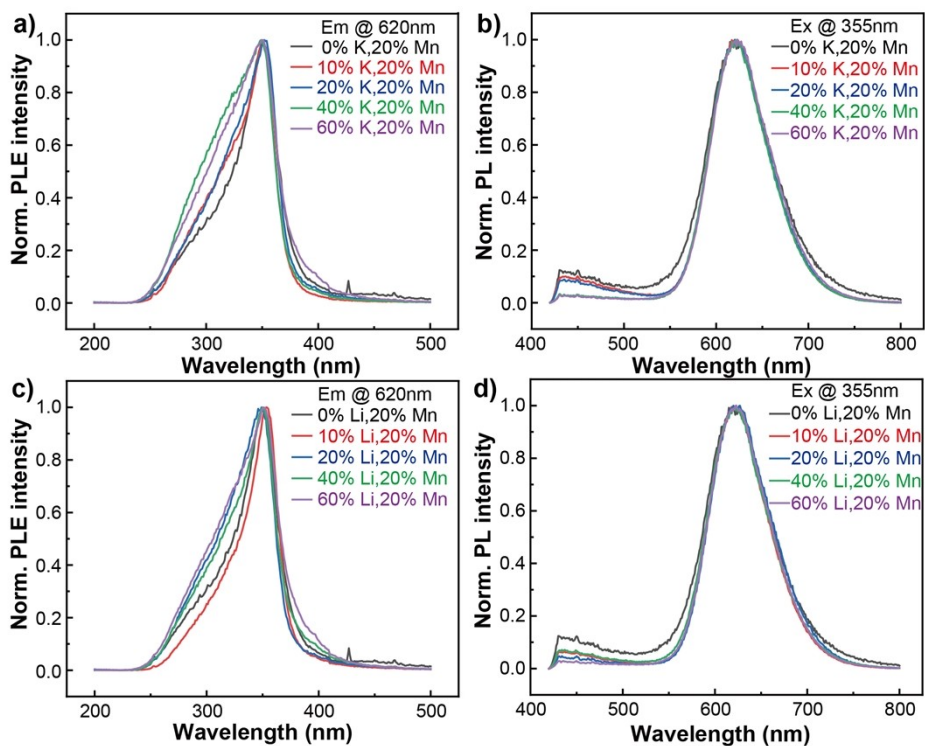 a)
Em @ 620nm
0% K,20% Mn
10% K,20% Mn
20% K,20% Mn
40% K,20% Mn
60% K,20% Mn
Norm. PLE intensity
1.0
0.8
0.6
0.4
0.2
0.0
200 300 400 500
Wavelength (nm)
b)
Ex @ 355nm
0% K,20% Mn
10% K,20% Mn
20% K,20% Mn
40% K,20% Mn
60% K,20% Mn
Norm. PL intensity
1.0
0.8
0.6
0.4
0.2
0.0
400 500 600 700 800
Wavelength (nm)
c)
Em @ 620nm
0% Li,20% Mn
10% Li,20% Mn
20% Li,20% Mn
40% Li,20% Mn
60% Li,20% Mn
Norm. PLE intensity
1.0
0.8
0.6
0.4
0.2
0.0
200 300 400 500
Wavelength (nm)
d)
Ex @ 355nm
0% Li,20% Mn
10% Li,20% Mn
20% Li,20% Mn
40% Li,20% Mn
60% Li,20% Mn
Norm. PL intensity
1.0
0.8
0.6
0.4
0.2
0.0
400 500 600 700 800
Wavelength (nm)